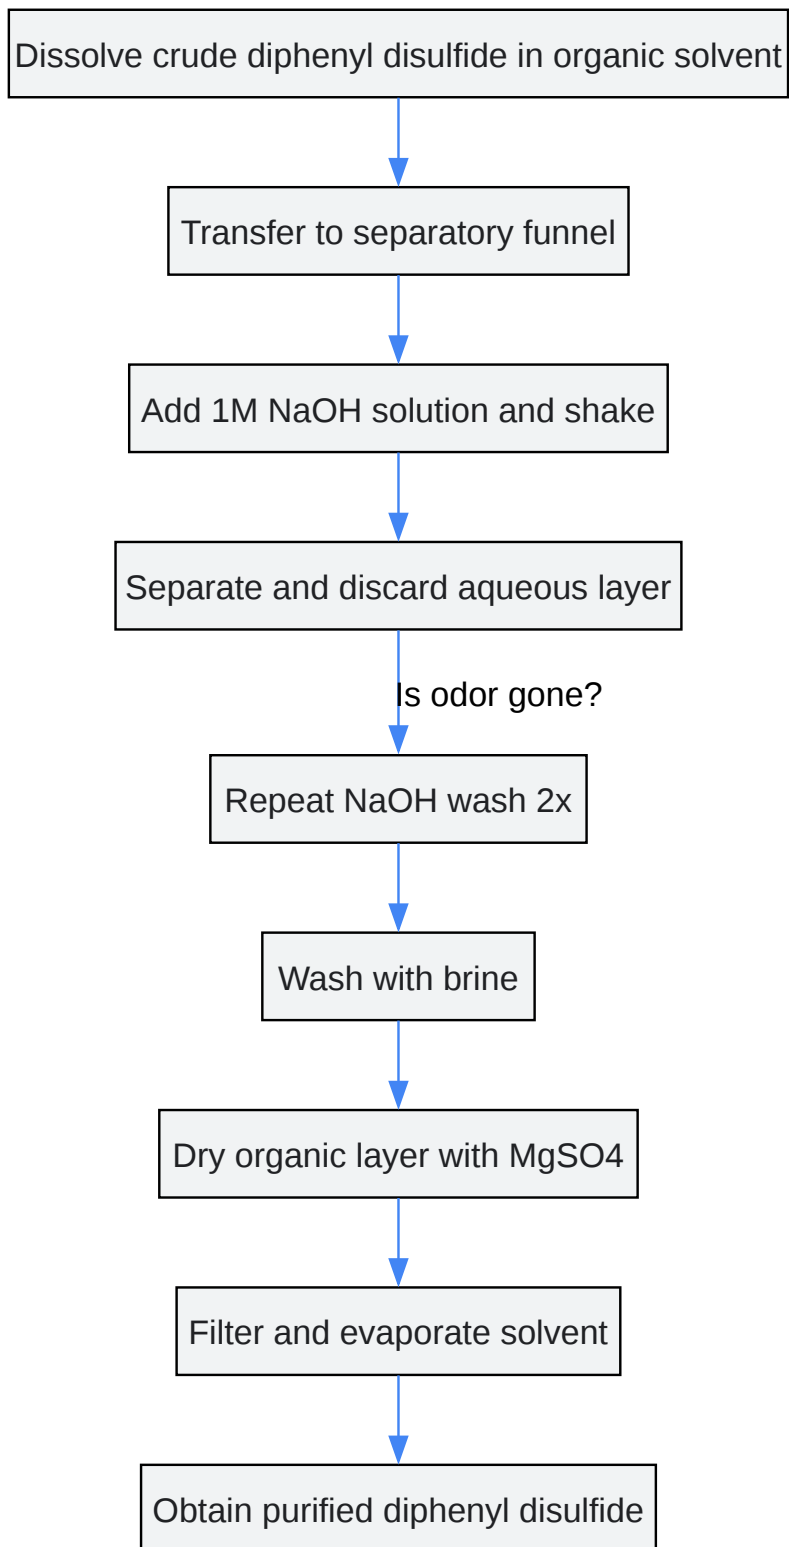 Dissolve crude diphenyl disulfide in organic solvent
Transfer to separatory funnel
Add 1M NaOH solution and shake
Separate and discard aqueous layer
Is odor gone?
Repeat NaOH wash 2x
Wash with brine
Dry organic layer with MgSO4
Filter and evaporate solvent
Obtain purified diphenyl disulfide